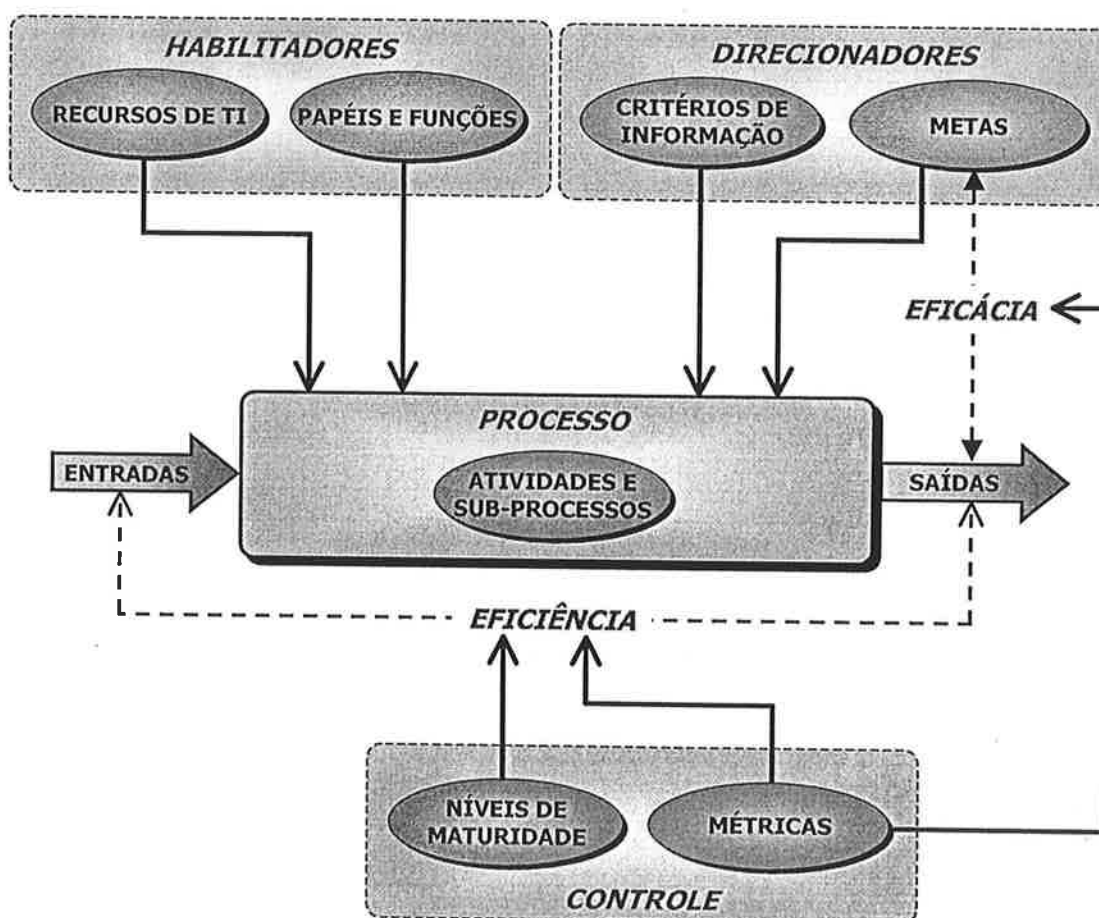 HABILITADORES
RECURSOS DE TI
PAPÉIS E FUNÇÕES
DIRECIONADORES
CRITÉRIOS DE
INFORMAÇÃO
METAS
EFICÁCIA
PROCESSO
ENTRADAS
ATIVIDADES E
SUB-PROCESSOS
SAÍDAS
EFICIÊNCIA
NÍVEIS DE
MATURIDADE
MÉTRICAS
CONTROLE